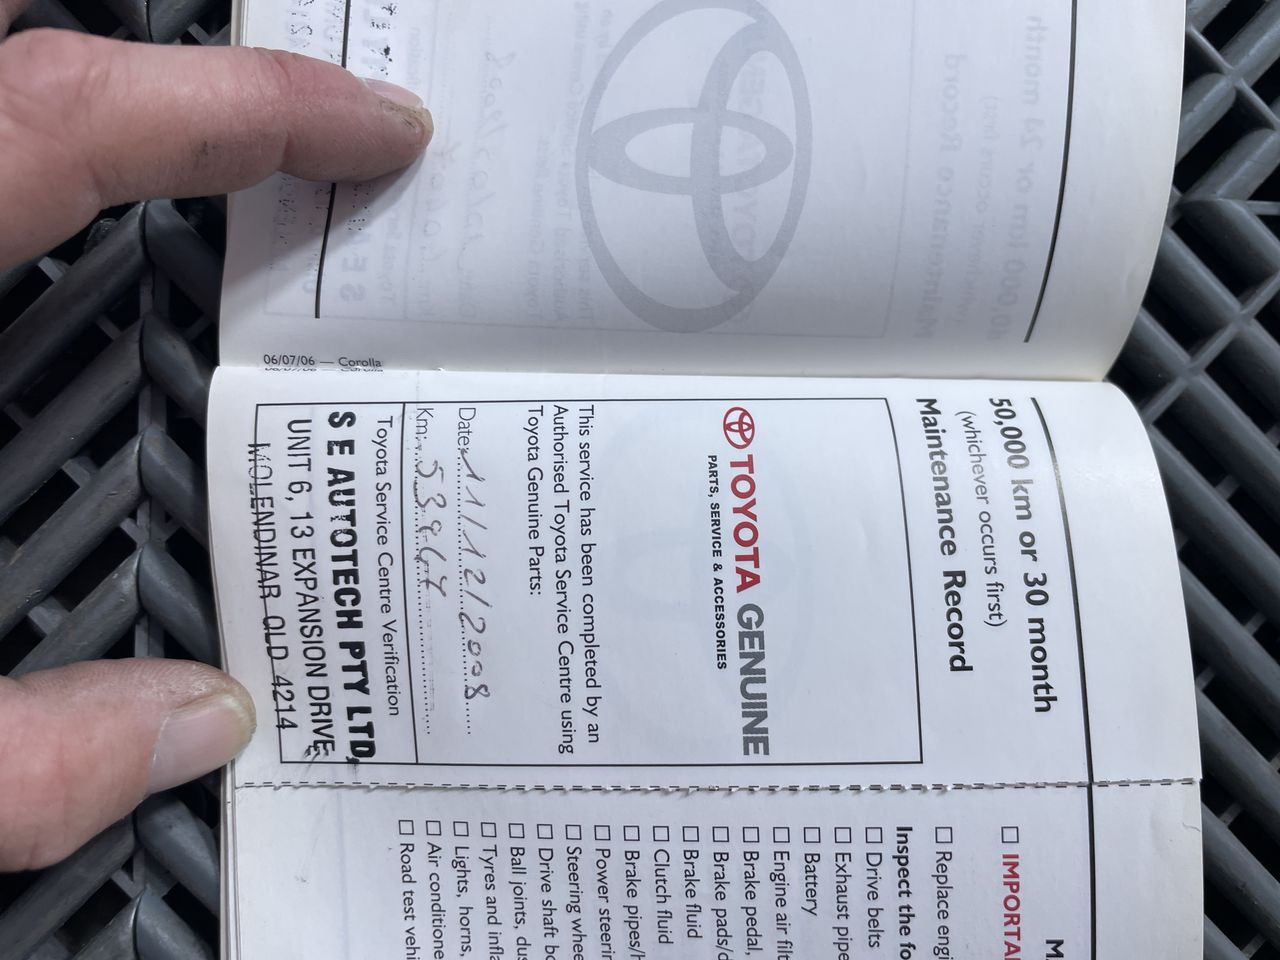 06/07/06 — Corolla
50,000 km or 30 month
(whichever occurs first)
Maintenance Record
TOYOTA GENUINE
PARTS, SERVICE & ACCESSORIES
This service has been completed by an
Authorised Toyota Service Centre using
Toyota Genuine Parts:
Date: 11/12/2008
Km:
Toyota Service Centre Verification
S E AUTOTECH PTY LTD,
UNIT 6, 13 EXPANSION DRIVE
MOLENDINAR QLD 4214
☐ IMPORTA
☐ Replace engi
Inspect the fo
☐ Drive belts
☐ Exhaust pipe
☐ Battery
☐ Engine air filt
☐ Brake pedal,
☐ Brake pads/d
☐ Brake fluid
☐ Clutch fluid
☐ Brake pipes/h
☐ Power steerin
☐ Steering whee
☐ Drive shaft bo
☐ Ball joints, dus
☐ Tyres and infla
☐ Lights, horns,
☐ Air conditione
☐ Road test vehi